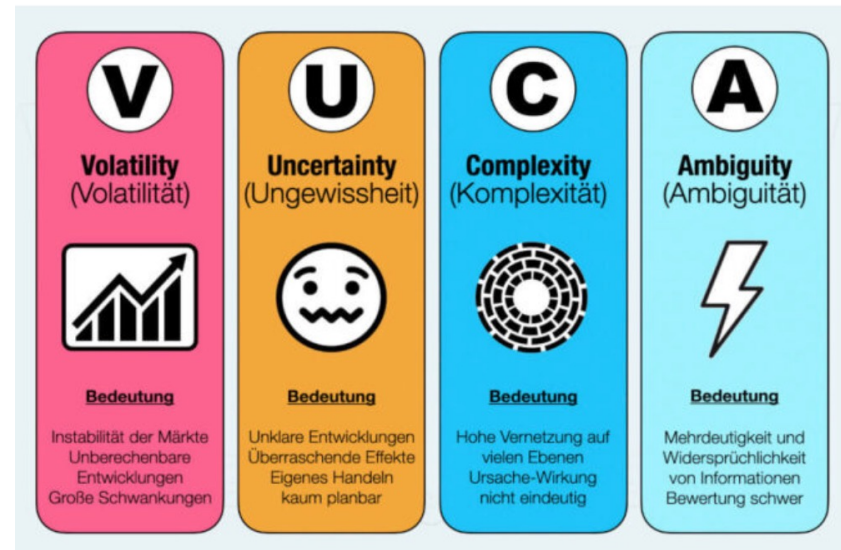 V
Volatility
(Volatilität)
Bedeutung
Instabilität der Märkte
Unberechenbare
Entwicklungen
Große Schwankungen
U
Uncertainty
(Ungewissheit)
Bedeutung
Unklare Entwicklungen
Überraschende Effekte
Eigenes Handeln
kaum planbar
C
Complexity
(Komplexität)
Bedeutung
Hohe Vernetzung auf
vielen Ebenen
Ursache-Wirkung
nicht eindeutig
A
Ambiguity
(Ambiguität)
Bedeutung
Mehrdeutigkeit und
Widersprüchlichkeit
von Informationen
Bewertung schwer